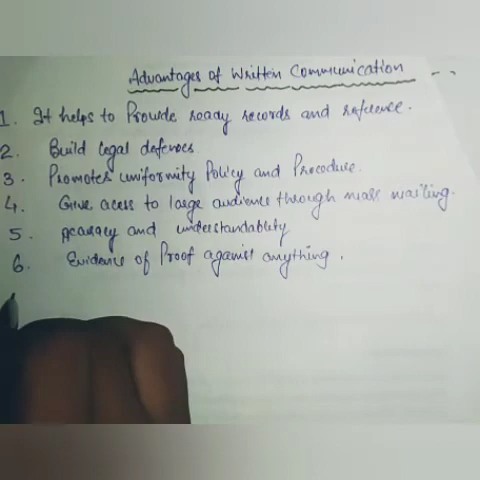 Advantages of Written Communication - -
1. It helps to Provide ready records and reference.
2. Build legal defences
3. Promotes uniformity Policy and Procedure.
4. Give acess to large audience through mass mailing.
5. accuracy and understandability
6. Evidence of Proof against anything.